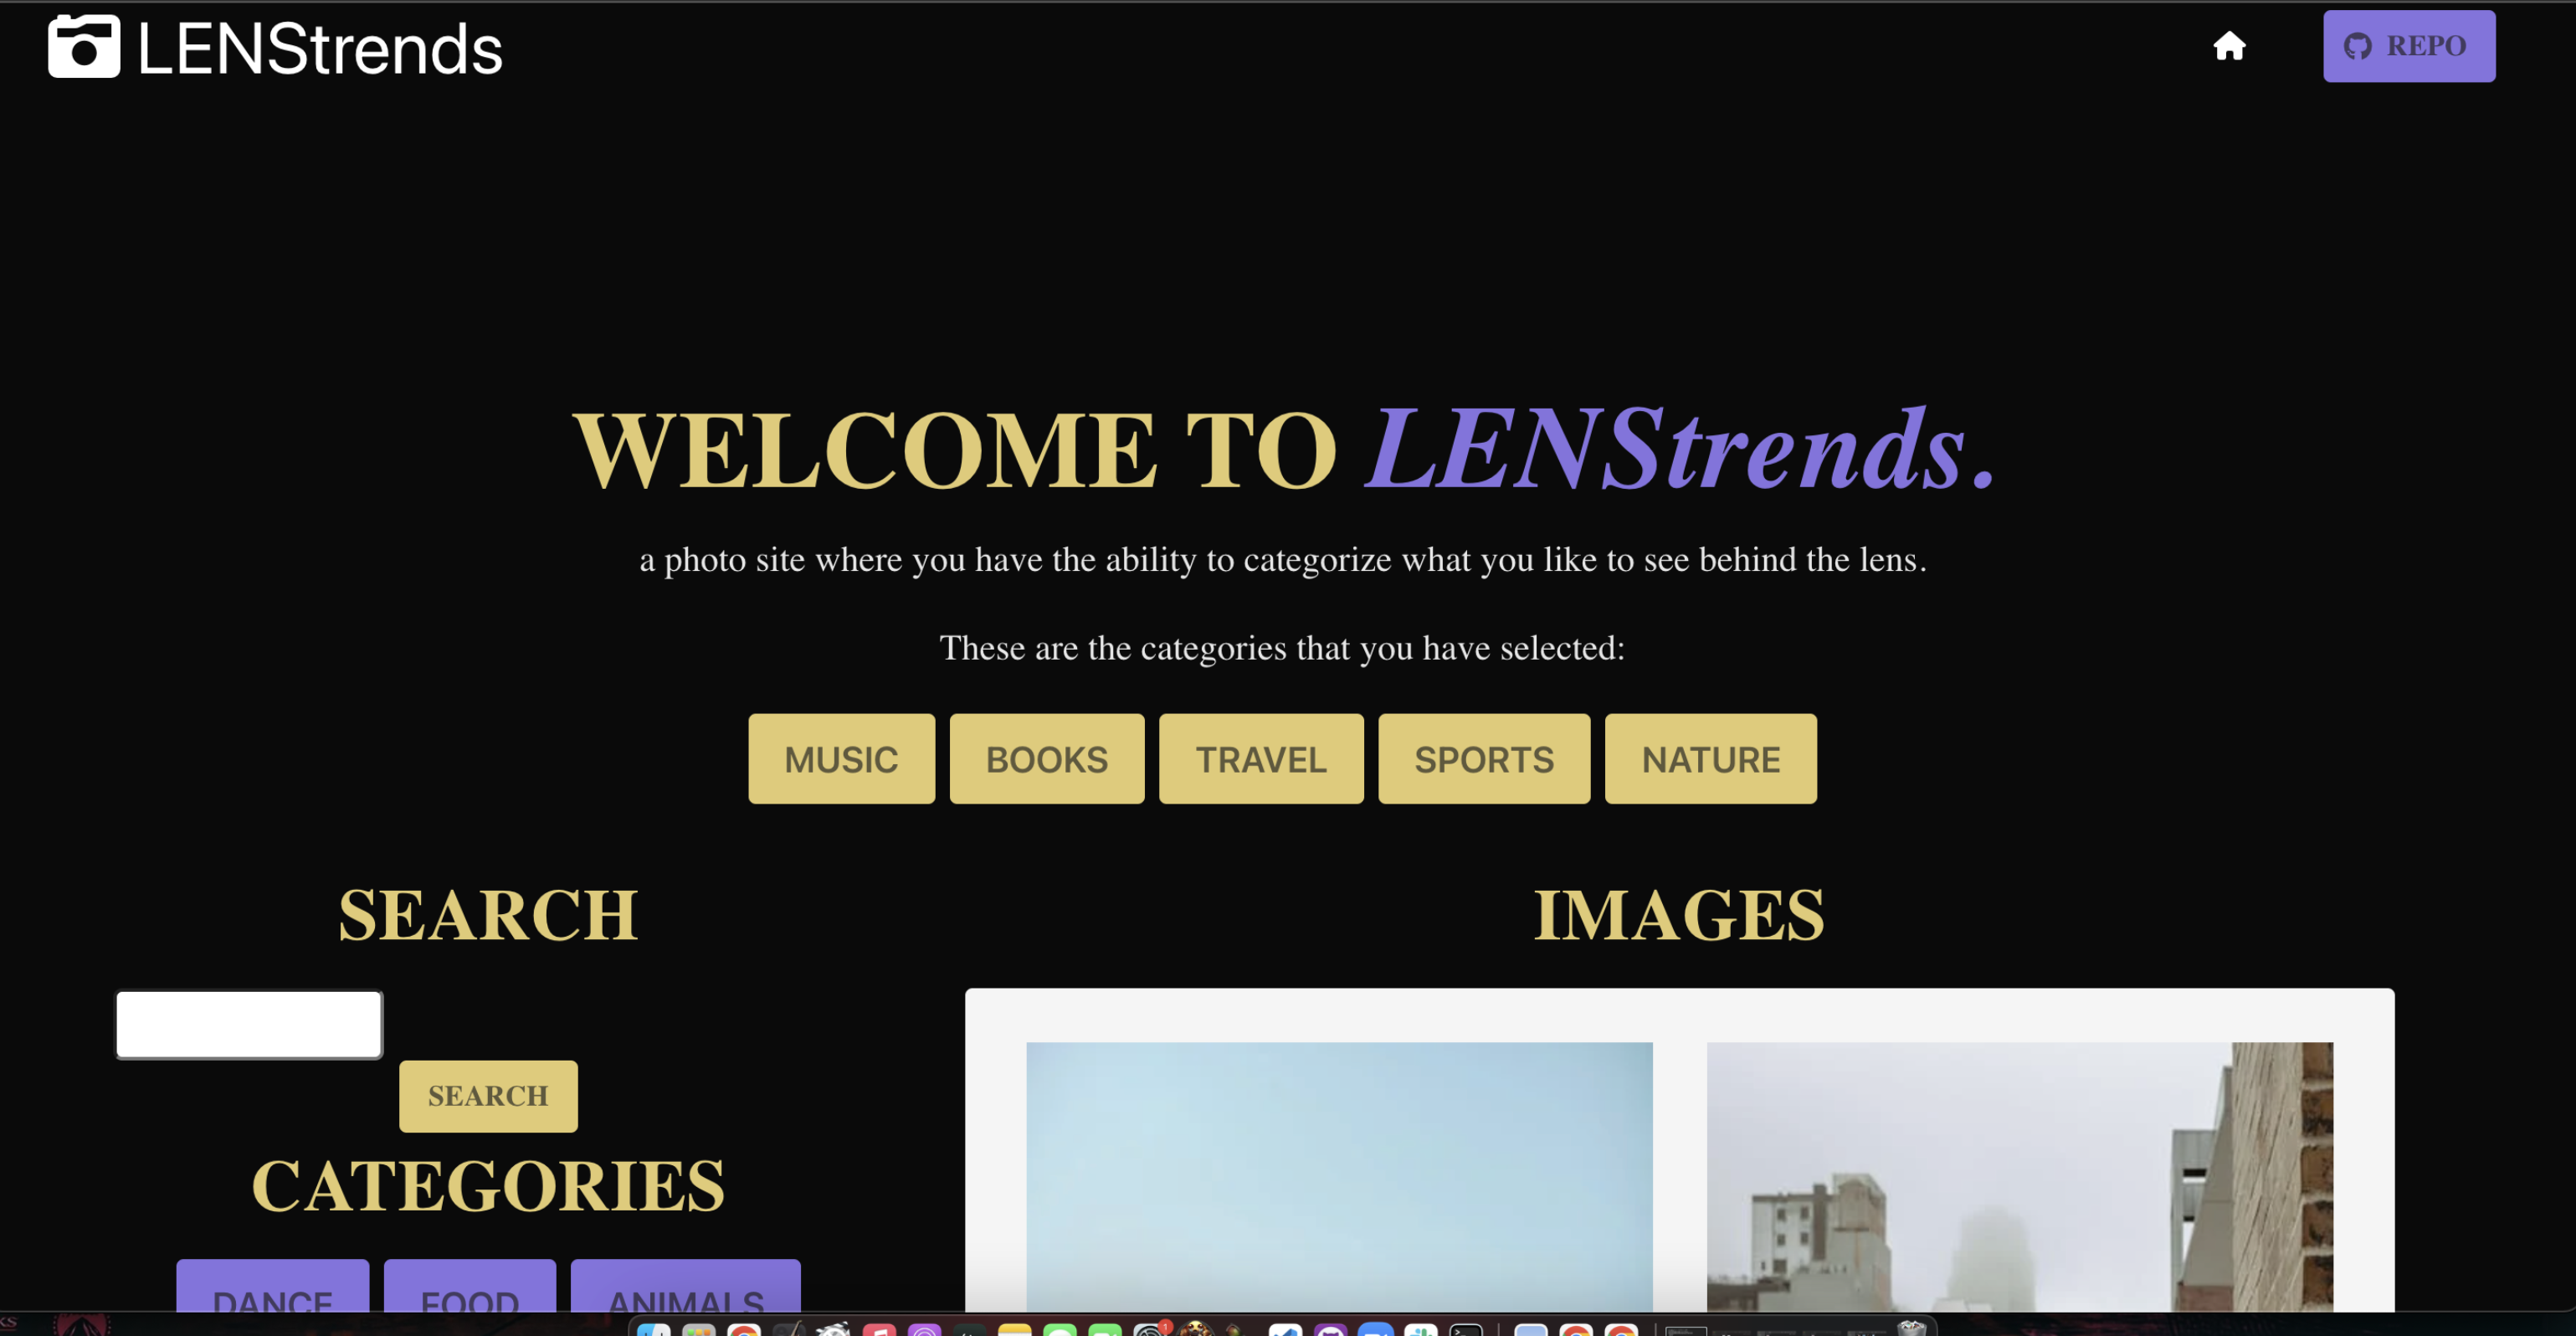 LENStrends
REPO
WELCOME TO LENStrends.
a photo site where you have the ability to categorize what you like to see behind the lens.
These are the categories that you have selected:
MUSIC BOOKS TRAVEL SPORTS NATURE
SEARCH
IMAGES
SEARCH
CATEGORIES
DANCE FOOD ANIMALS